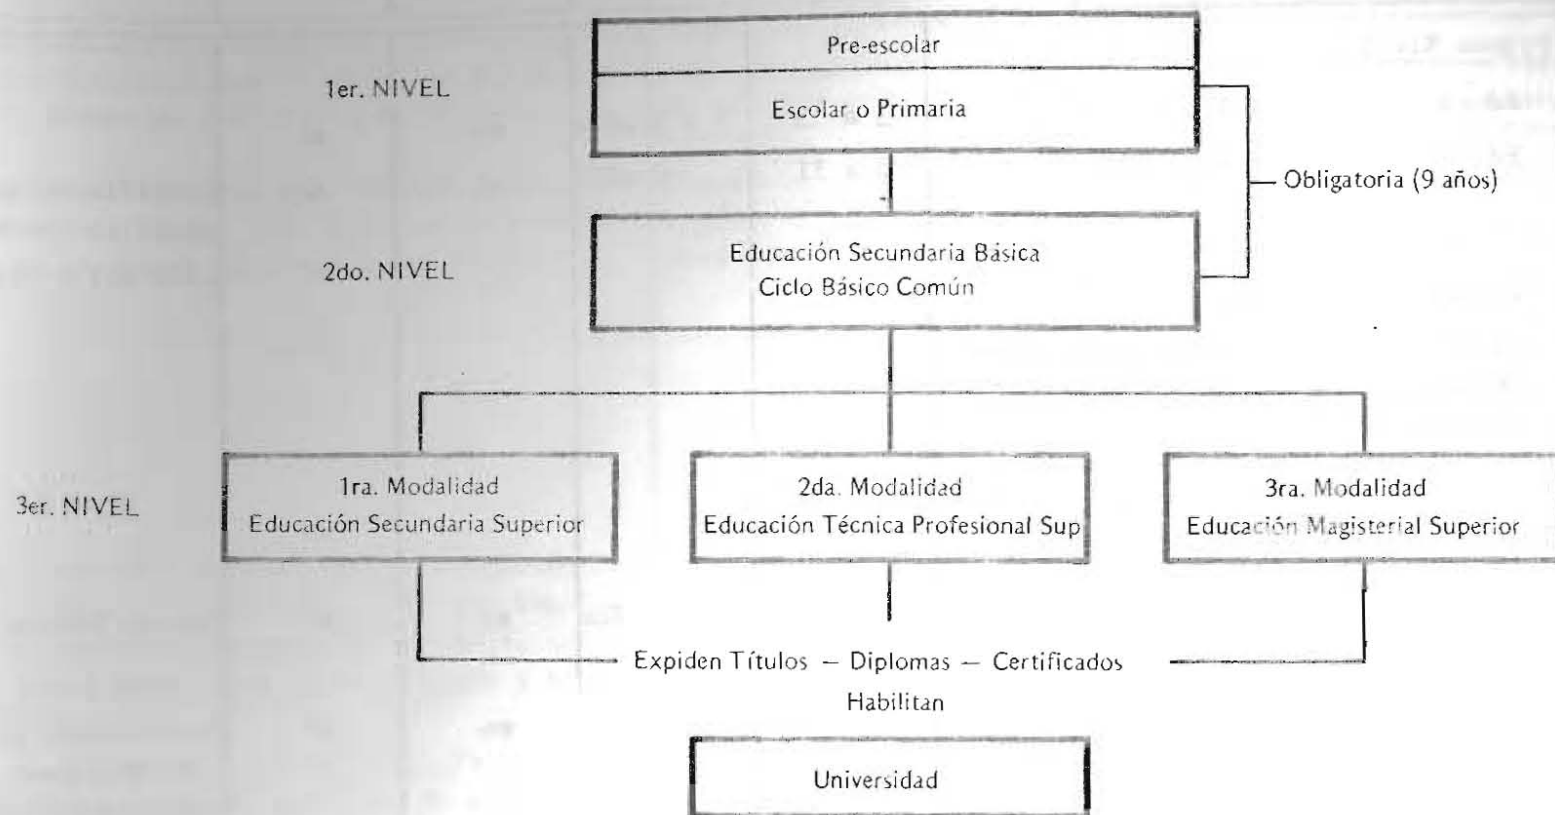 Pre-escolar
1er. NIVEL
Escolar o Primaria
Obligatoria (9 años)
Educación Secundaria Básica
2do. NIVEL
Ciclo Básico Común
1ra. Modalidad
2da. Modalidad
3ra. Modalidad
3er. NIVEL
Educación Secundaria Superior
Educación Técnica Profesional Sup
Educación Magisterial Superior
Expiden Títulos — Diplomas — Certificados
Habilitan
Universidad